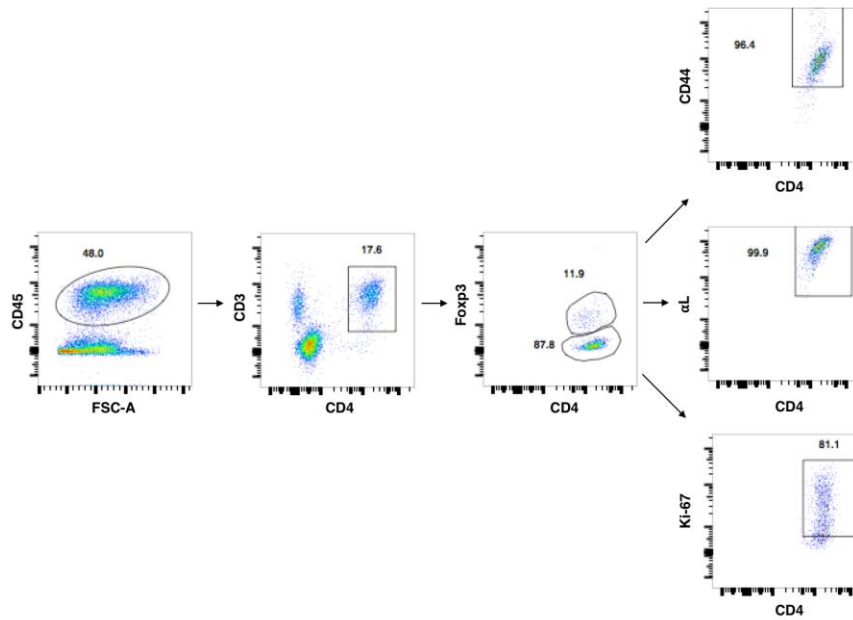 CD45
48.0
FSC-A
CD3
17.6
CD4
Foxp3
11.9
87.8
CD4
CD44
96.4
CD4
αL
99.9
CD4
Ki-67
81.1
CD4